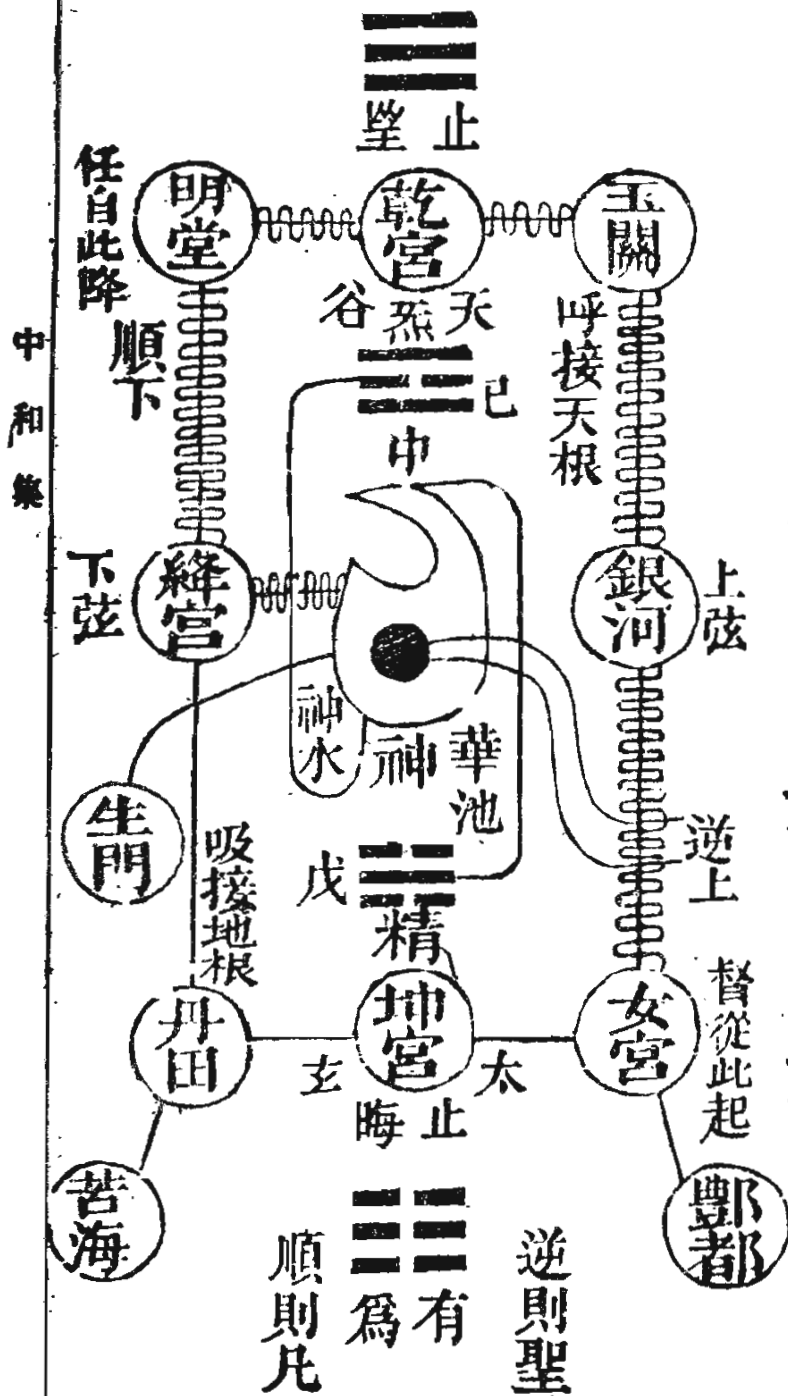 止望
玉關
乾宮
明堂
任自此降
天谷
炁
呼接天根
順下
己
中
中和集
上弦
銀河
絳宮
下弦
華池
神
神水
逆上
生門
戊
精
吸接地根
督從此起
女宮
坤宮
丹田
太玄
止晦
酆都
苦海
逆則聖
有為
順則凡